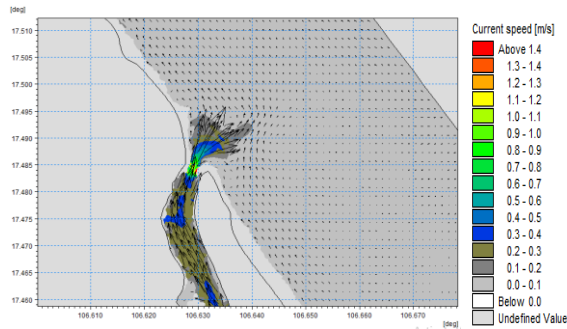 [deg]
Current speed [m/s]
17.510
17.505
17.500
17.495
17.490
17.485
17.480
17.475
17.470
17.465
17.460
106.620
106.630
106.640
106.650
106.660
106.670
[deg]
Above 1.4
1.3 - 1.4
1.2 - 1.3
1.1 - 1.2
1.0 - 1.1
0.9 - 1.0
0.8 - 0.9
0.7 - 0.8
0.6 - 0.7
0.5 - 0.6
0.4 - 0.5
0.3 - 0.4
0.2 - 0.3
0.1 - 0.2
0.0 - 0.1
Below 0.0
Undefined Value